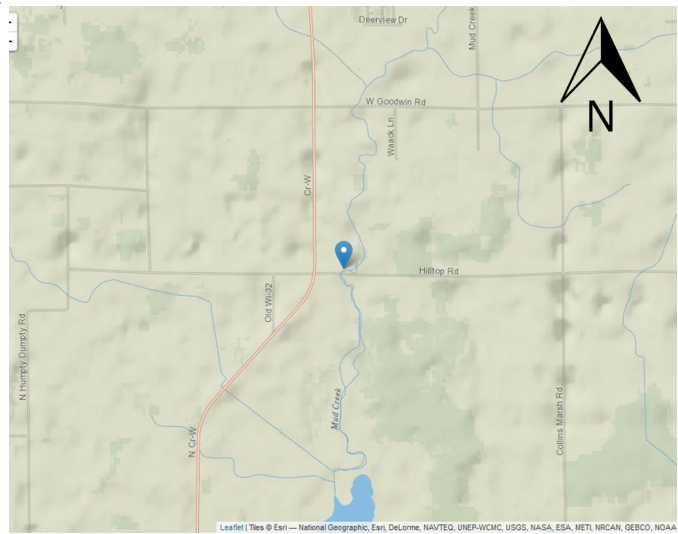 Deerview Dr
Mud Creek
W Goodwin Rd
Waack Ln
N
Cr-W
Hilltop Rd
Old Wi-32
N Humpty Dumpty Rd
Mud Creek
Collins Marsh Rd
N Cr-W
Leaflet | Tiles © Esri — National Geographic, Esri, DeLorme, NAVTEQ, UNEP-WCMC, USGS, NASA, ESA, METI, NRCAN, GEBCO, NOAA